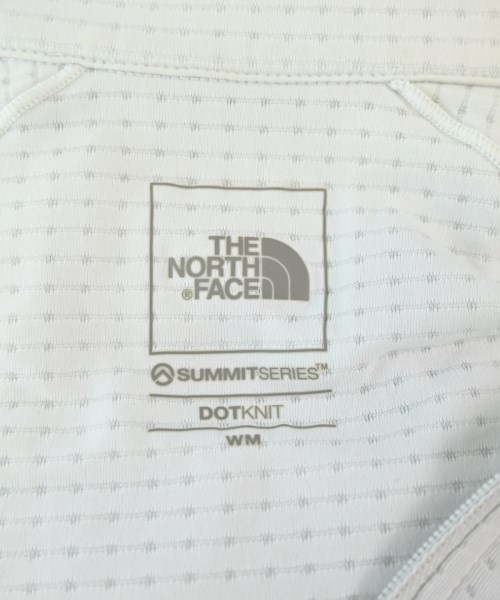 THE
NORTH
®FACE
SUMMITSERIES™
DOTKNIT
WM